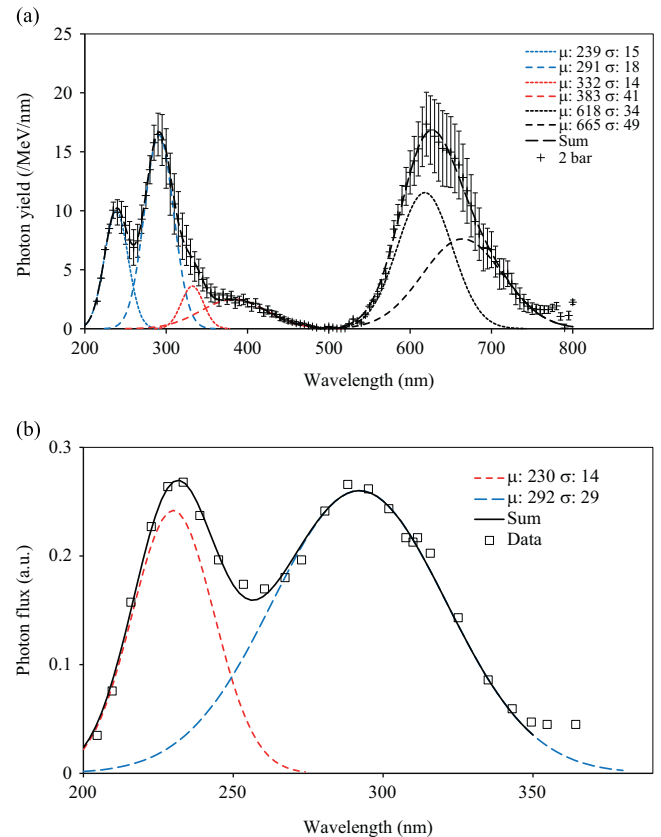 (a)
25
20
15
10
5
0
200 300 400 500 600 700 800
Photon yield (/MeV/nm)
Wavelength (nm)
μ: 239 σ: 15
μ: 291 σ: 18
μ: 332 σ: 14
μ: 383 σ: 41
μ: 618 σ: 34
μ: 665 σ: 49
Sum
2 bar
(b)
0.3
0.2
0.1
0
200 250 300 350
Photon flux (a.u.)
Wavelength (nm)
μ: 230 σ: 14
μ: 292 σ: 29
Sum
Data